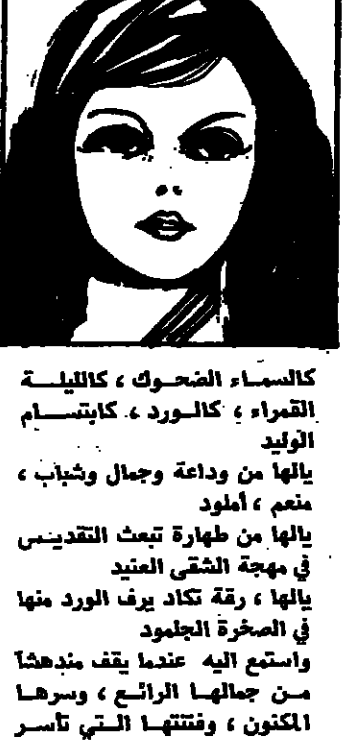 كالسماء الضحوك ، كالليلة
القمراء ، كالورد ، كابتسام
الوليد
يالها من وداعة وجمال وشباب ،
منعم ، أملود
يالها من طهارة تبعث التقديس
في مهجة الشقى العنيد
يالها ، رقة تكاد يرف الورد منها
في الصخرة الجلمود
واستمع اليه عندما يقف مندهشاً
من جمالها الرائع ، وسرها
المكنون ، وفتنتها التي تأسر